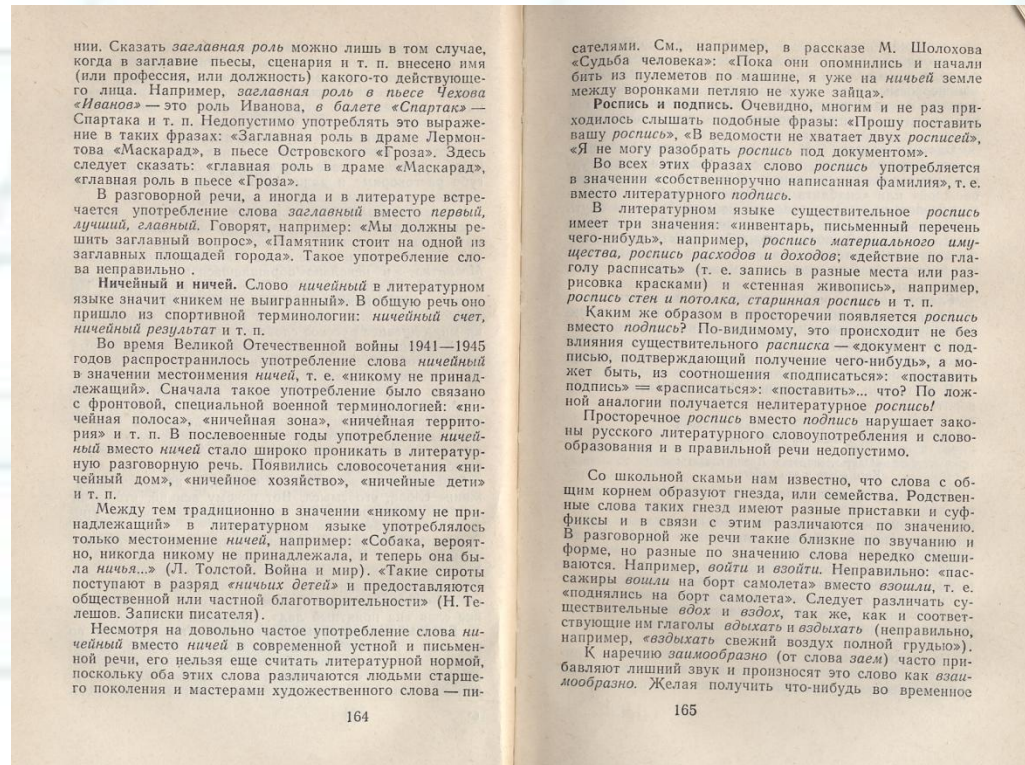 нии. Сказать заглавная роль можно лишь в том случае,
когда в заглавие пьесы, сценария и т. п. внесено имя
(или профессия, или должность) какого-то действующе-
го лица. Например, заглавная роль в пьесе Чехова
«Иванов» — это роль Иванова, в балете «Спартак» —
Спартака и т. п. Недопустимо употреблять это выраже-
ние в таких фразах: «Заглавная роль в драме Лермон-
това «Маскарад», в пьесе Островского «Гроза». Здесь
следует сказать: «главная роль в драме «Маскарад»,
«главная роль в пьесе «Гроза».
В разговорной речи, а иногда и в литературе встре-
чается употребление слова заглавный вместо первый,
лучший, главный. Говорят, например: «Мы должны ре-
шить заглавный вопрос», «Памятник стоит на одной из
заглавных площадей города». Такое употребление сло-
ва неправильно .
Ничейный и ничей. Слово ничейный в литературном
языке значит «никем не выигранный». В общую речь оно
пришло из спортивной терминологии: ничейный счет,
ничейный результат и т. п.
Во время Великой Отечественной войны 1941—1945
годов распространилось употребление слова ничейный
в значении местоимения ничей, т. е. «никому не принад-
лежащий». Сначала такое употребление было связано
с фронтовой, специальной военной терминологией: «ни-
чейная полоса», «ничейная зона», «ничейная террито-
рия» и т. п. В послевоенные годы употребление ничей-
ный вместо ничей стало широко проникать в литератур-
ную разговорную речь. Появились словосочетания «ни-
чейный дом», «ничейное хозяйство», «ничейные дети»
и т. п.
Между тем традиционно в значении «никому не при-
надлежащий» в литературном языке употреблялось
только местоимение ничей, например: «Собака, вероят-
но, никогда никому не принадлежала, и теперь она бы-
ла ничья...» (Л. Толстой. Война и мир). «Такие сироты
поступают в разряд «ничьих детей» и предоставляются
общественной или частной благотворительности» (Н. Те-
лешов. Записки писателя).
Несмотря на довольно частое употребление слова ни-
чейный вместо ничей в современной устной и письмен-
ной речи, его нельзя еще считать литературной нормой,
поскольку оба этих слова различаются людьми старше-
го поколения и мастерами художественного слова — пи-
164
сателями. См., например, в рассказе М. Шолохова
«Судьба человека»: «Пока они опомнились и начали
бить из пулеметов по машине, я уже на ничьей земле
между воронками петляю не хуже зайца».
Роспись и подпись. Очевидно, многим и не раз при-
ходилось слышать подобные фразы: «Прошу поставить
вашу роспись», «В ведомости не хватает двух росписей»,
«Я не могу разобрать роспись под документом».
Во всех этих фразах слово роспись употребляется
в значении «собственноручно написанная фамилия», т. е.
вместо литературного подпись.
В литературном языке существительное роспись
имеет три значения: «инвентарь, письменный перечень
чего-нибудь», например, роспись материального иму-
щества, роспись расходов и доходов; «действие по гла-
голу расписать» (т. е. запись в разные места или раз-
рисовка красками) и «стенная живопись», например,
роспись стен и потолка, старинная роспись и т. п.
Каким же образом в просторечии появляется роспись
вместо подпись? По-видимому, это происходит не без
влияния существительного расписка — «документ с под-
писью, подтверждающий получение чего-нибудь», а мо-
жет быть, из соотношения «подписаться»: «поставить
подпись» = «расписаться»: «поставить»... что? По лож-
ной аналогии получается нелитературное роспись!
Просторечное роспись вместо подпись нарушает зако-
ны русского литературного словоупотребления и слово-
образования и в правильной речи недопустимо.
Со школьной скамьи нам известно, что слова с об-
щим корнем образуют гнезда, или семейства. Родствен-
ные слова таких гнезд имеют разные приставки и суф-
фиксы и в связи с этим различаются по значению.
В разговорной же речи такие близкие по звучанию и
форме, но разные по значению слова нередко смеши-
ваются. Например, войти и взойти. Неправильно: «пас-
сажиры вошли на борт самолета» вместо взошли, т. е.
«поднялись на борт самолета». Следует различать су-
ществительные вдох и вздох, так же, как и соответ-
ствующие им глаголы вдыхать и вздыхать (неправильно,
например, «вздыхать свежий воздух полной грудью»).
К наречию заимообразно (от слова заем) часто при-
бавляют лишний звук и произносят это слово как взаи-
мообразно. Желая получить что-нибудь во временное
165